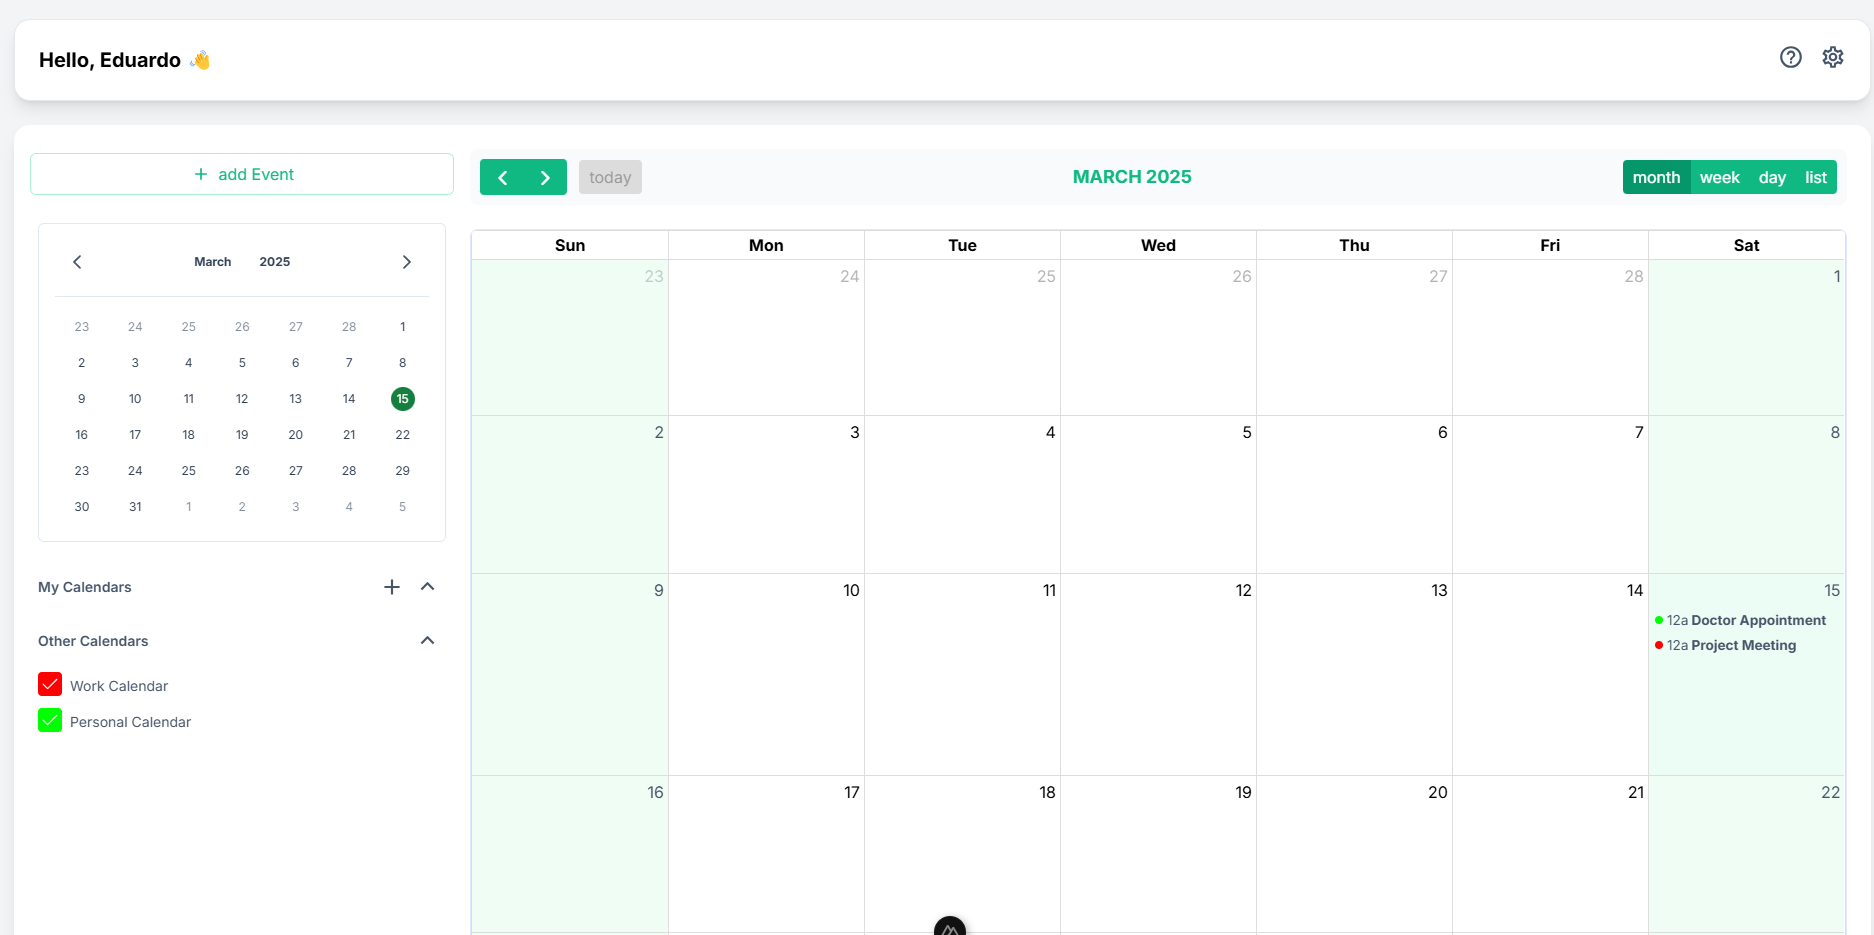 Hello, Eduardo 👋
+ add Event
today
MARCH 2025
month week day list
March 2025
23 24 25 26 27 28 1
2 3 4 5 6 7 8
9 10 11 12 13 14 15
16 17 18 19 20 21 22
23 24 25 26 27 28 29
30 31 1 2 3 4 5
My Calendars
Other Calendars
Work Calendar
Personal Calendar
Sun Mon Tue Wed Thu Fri Sat
23 24 25 26 27 28 1
2 3 4 5 6 7 8
9 10 11 12 13 14 15
12a Doctor Appointment
12a Project Meeting
16 17 18 19 20 21 22